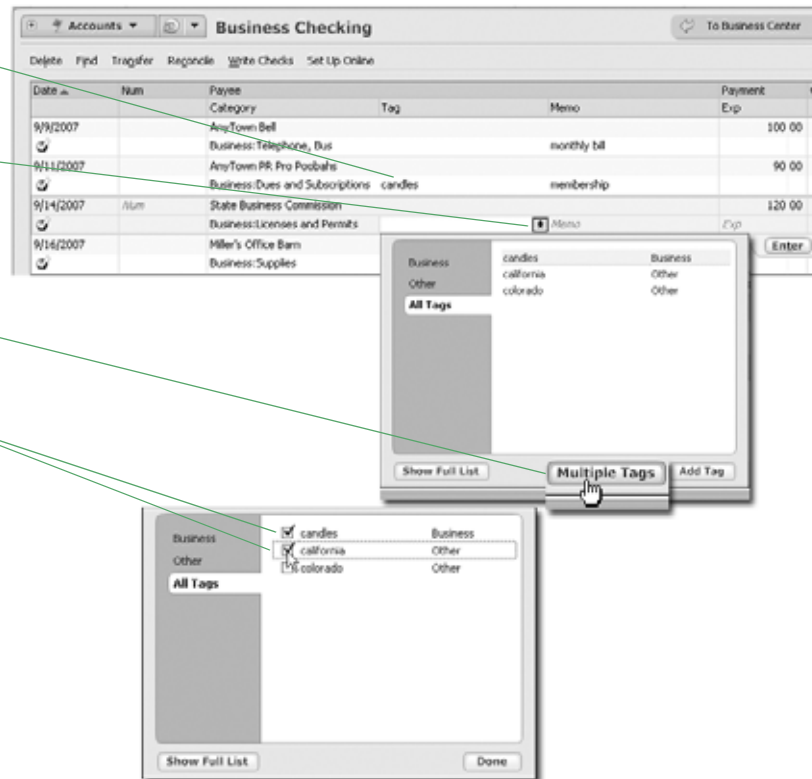 Accounts Business Checking To Business Center
Delete Find Transfer Reconcile Write Checks Set Up Online
Date Num Payee Payment
Category Tag Memo Exp
9/9/2007 AnyTown Bell 100 00
Business:Telephone, Bus monthly bill
9/11/2007 AnyTown PR Pro Poobahs 90 00
Business:Dues and Subscriptions candles membership
9/14/2007 Num State Business Commission 120 00
Business:Licenses and Permits Memo Exp
9/16/2007 Miller's Office Barn Enter
Business:Supplies
Business candles Business
Other california Other
All Tags colorado Other
Show Full List Multiple Tags Add Tag
Business candles Business
Other california Other
All Tags colorado Other
Show Full List Done